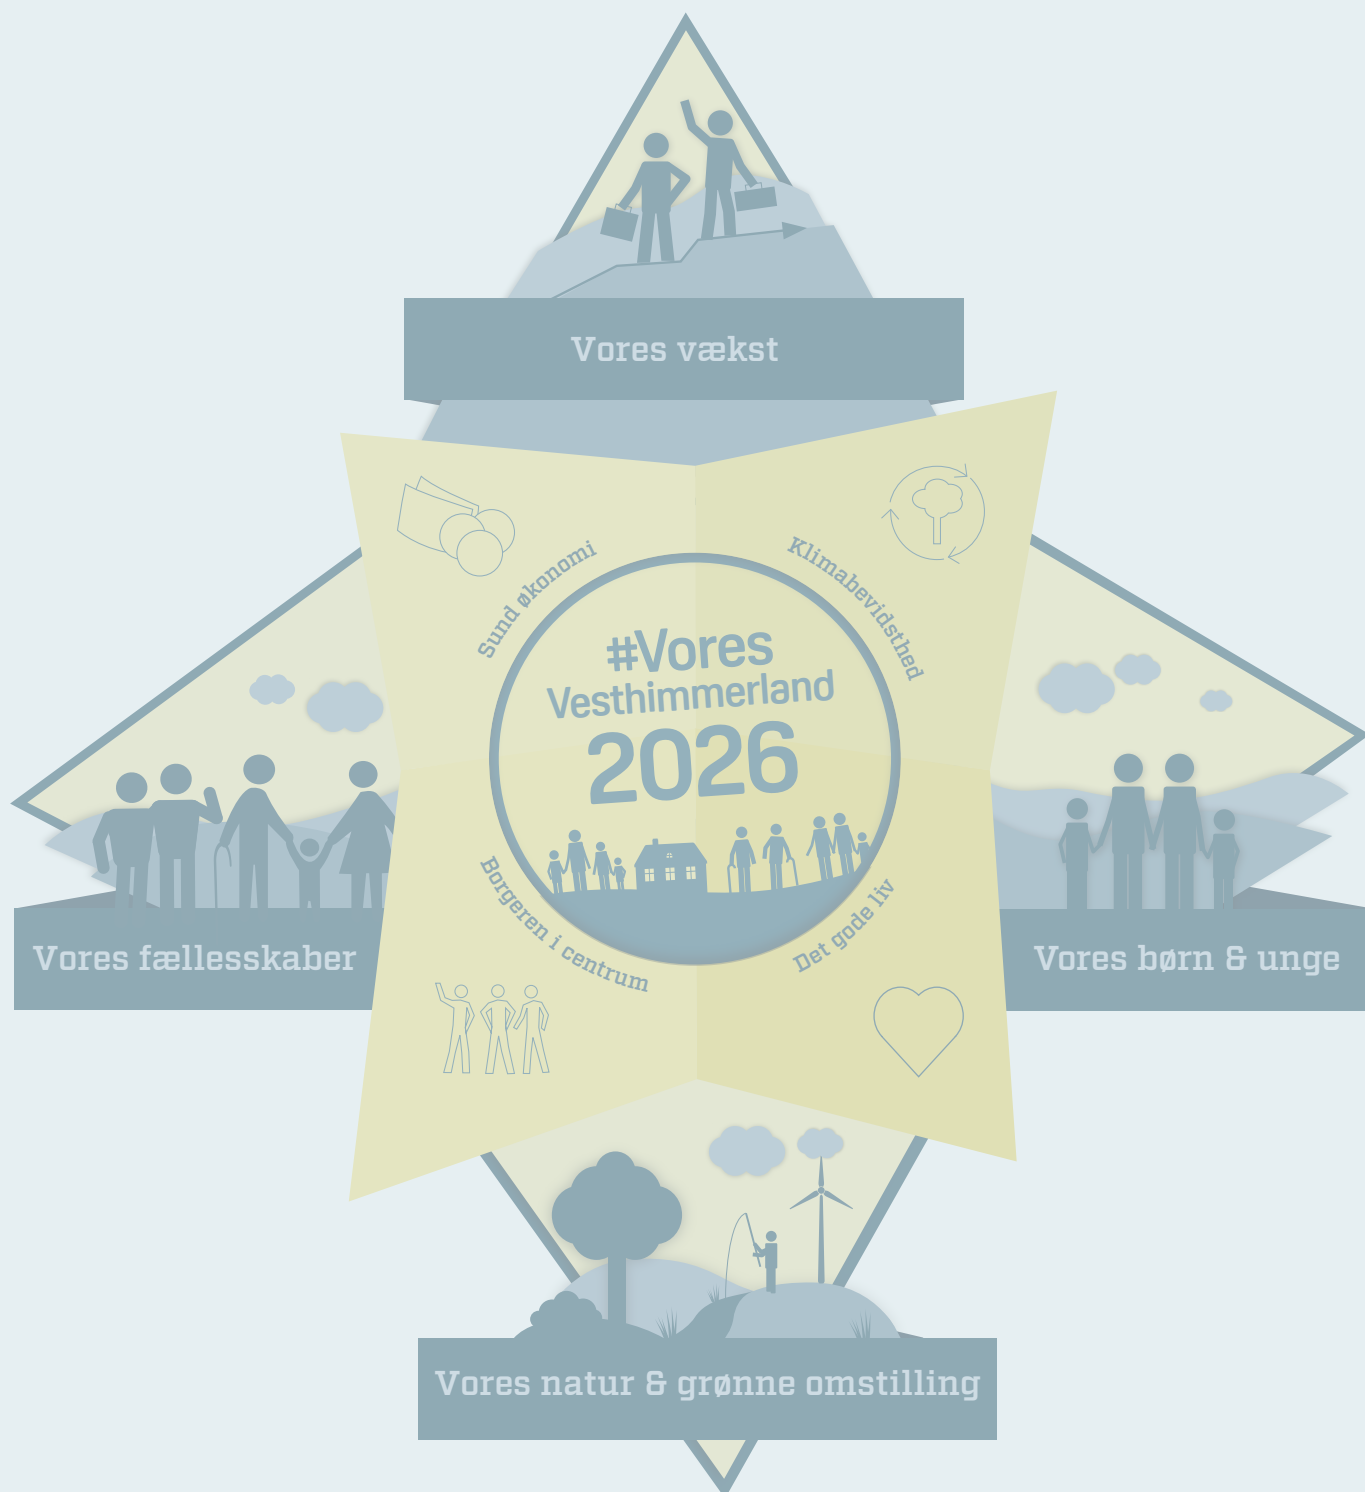 Vores vækst
Sund økonomi
Klimabevidsthed
#Vores
Vesthimmerland
2026
Borgeren i centrum
Det gode liv
Vores fællesskaber
Vores børn & unge
Vores natur & grønne omstilling